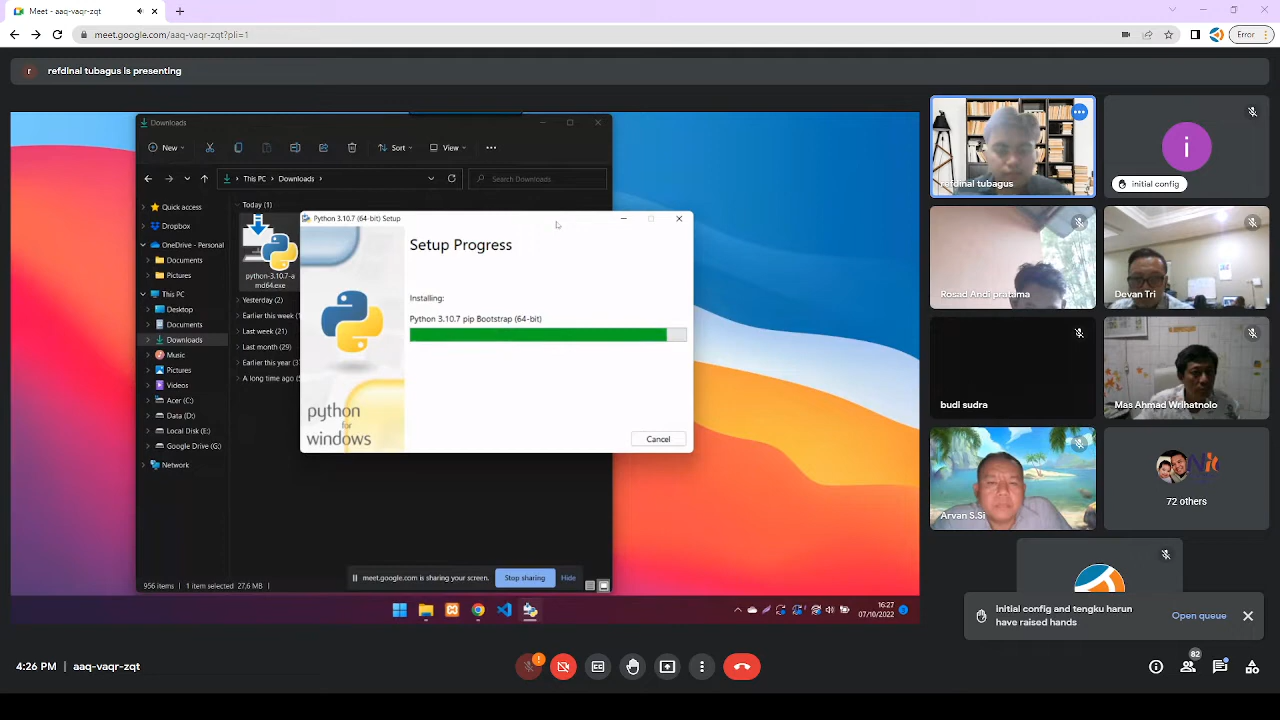 Meet - aaq-vaqr-zqt
meet.google.com/aaq-vaqr-zqt?pli=1
Error
r
refdinal tubagus is presenting
Downloads
New
Sort
View
This PC
Downloads
Search Downloads
Quick access
Dropbox
OneDrive - Personal
Documents
Pictures
This PC
Desktop
Documents
Downloads
Music
Pictures
Videos
Acer (C:)
Data (D:)
Local Disk (E:)
Google Drive (G:)
Network
Today (1)
python-3.10.7-a
md64.exe
Yesterday (2)
Earlier this week (
Last week (21)
Last month (29)
Earlier this year (3
A long time ago (
956 items
1 item selected 27,6 MB
Python 3.10.7 (64-bit) Setup
Setup Progress
Installing:
Python 3.10.7 pip Bootstrap (64-bit)
python
for
windows
Cancel
meet.google.com is sharing your screen.
Stop sharing
Hide
16:27
07/10/2022
refdinal tubagus
i
initial config
Rosad Andi pratama
Devan Tri
budi sudra
Mas Ahmad Wrihatnolo
Arvan S.Si
72 others
Initial config and tengku harun
have raised hands
Open queue
4:26 PM | aaq-vaqr-zqt
82